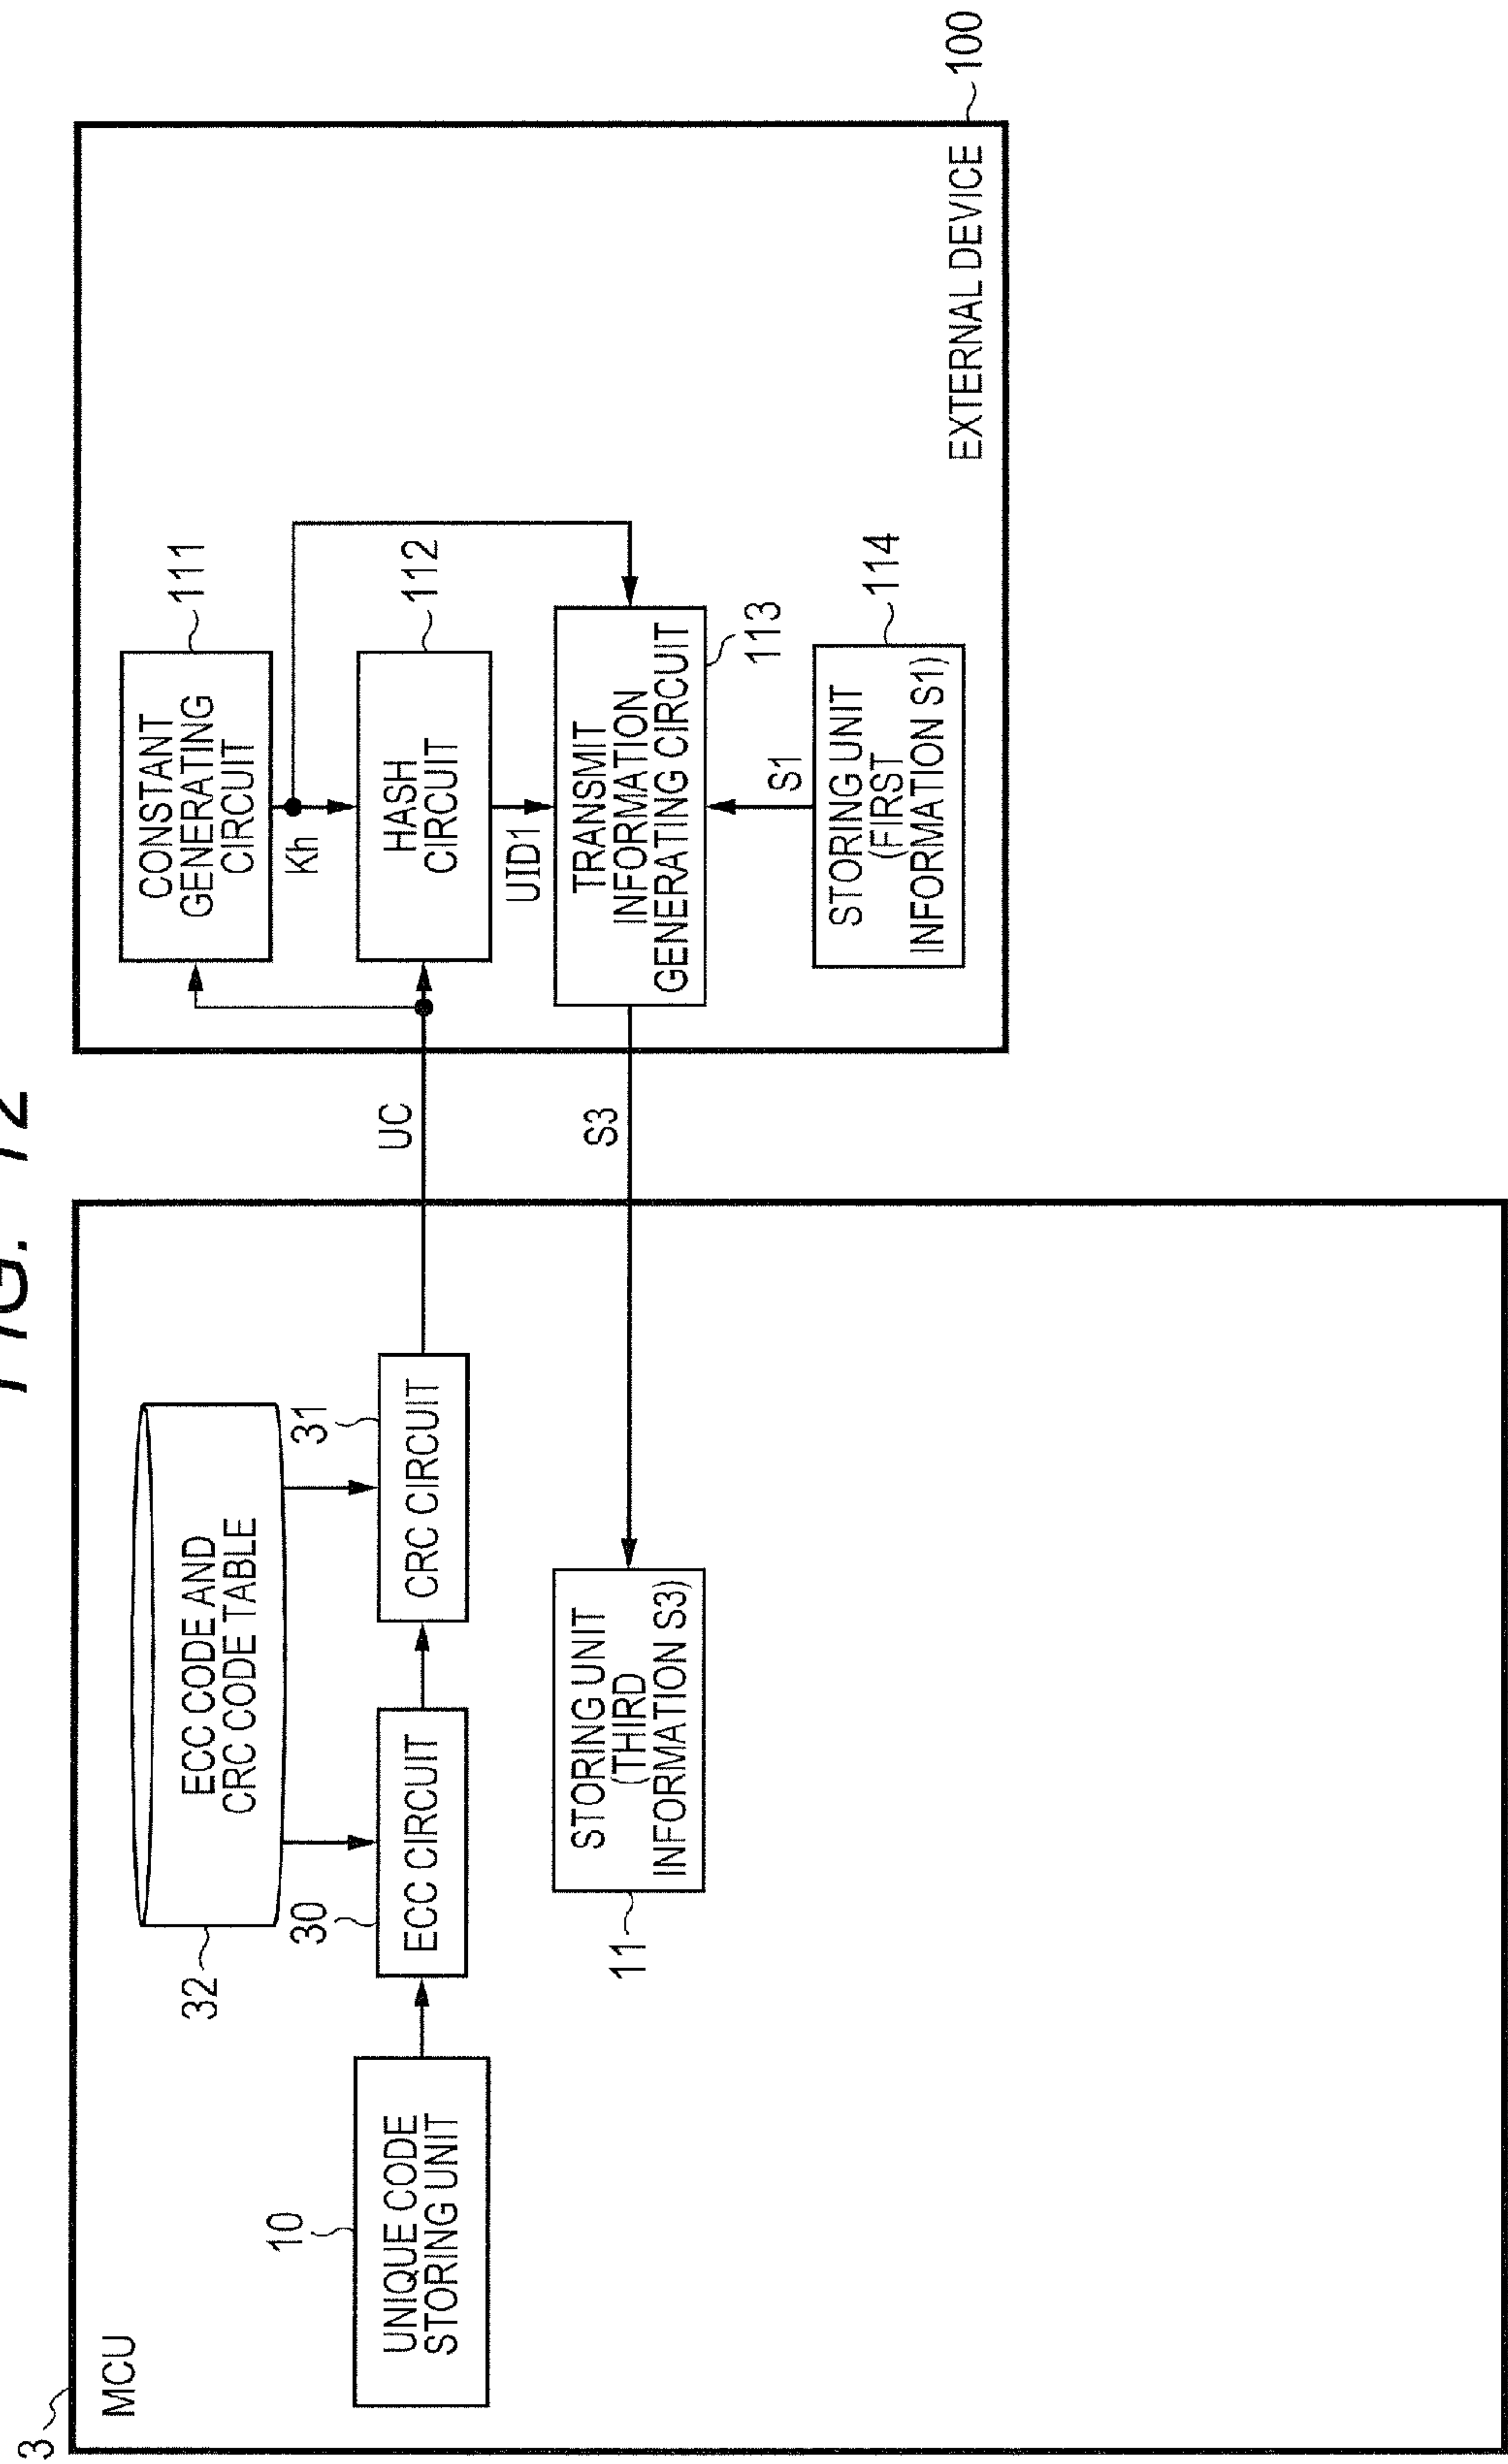 FIG. 12
3
MCU
10
UNIQUE CODE
STORING UNIT
32
ECC CODE AND
CRC CODE TABLE
30
ECC CIRCUIT
31
CRC CIRCUIT
11
STORING UNIT
(THIRD
INFORMATION S3)
UC
S3
100
EXTERNAL DEVICE
CONSTANT
GENERATING
CIRCUIT
111
Kh
HASH
CIRCUIT
112
UID1
TRANSMIT
INFORMATION
GENERATING CIRCUIT
113
S1
STORING UNIT
(FIRST
INFORMATION S1)
114